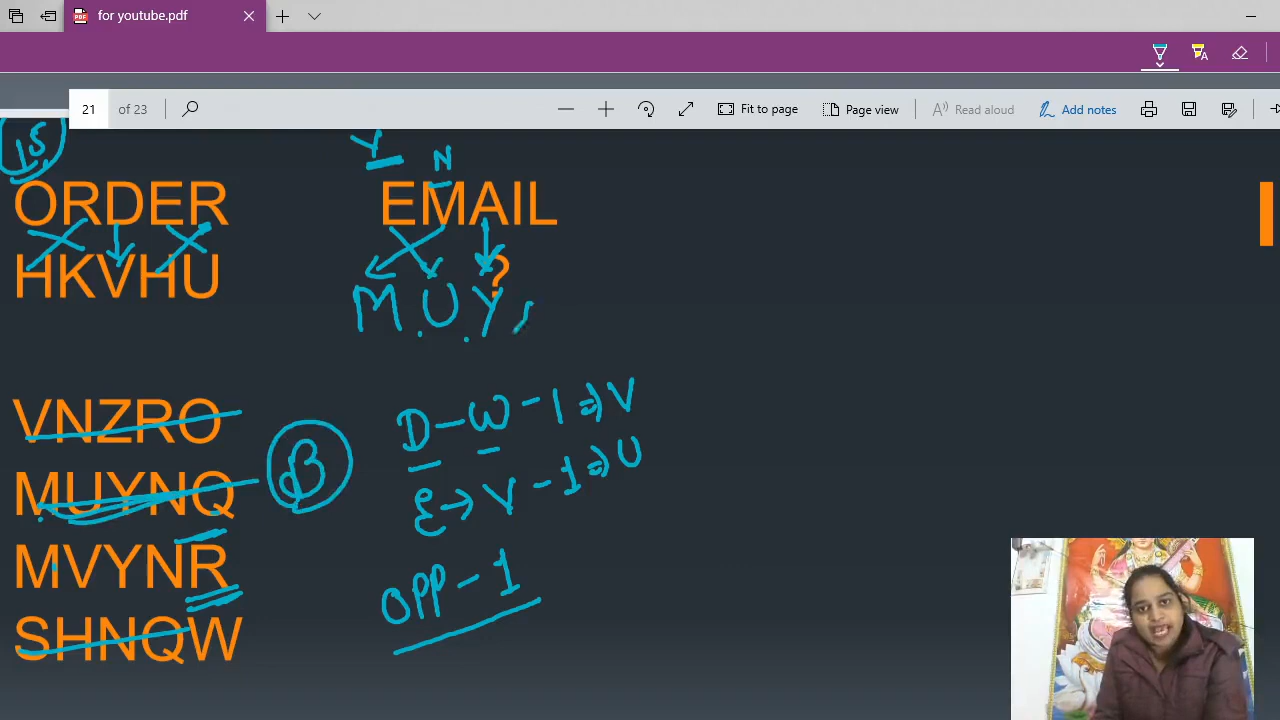 for youtube.pdf
21 of 23
Fit to page
Page view
Read aloud
Add notes
15
Y
N
ORDER
EMAIL
HKVHU
?
M.U.Y,
VNZRO
MUYNQ
MVYNR
SHNQW
B
D-W-1⇒V
E→V-1⇒U
OPP-1